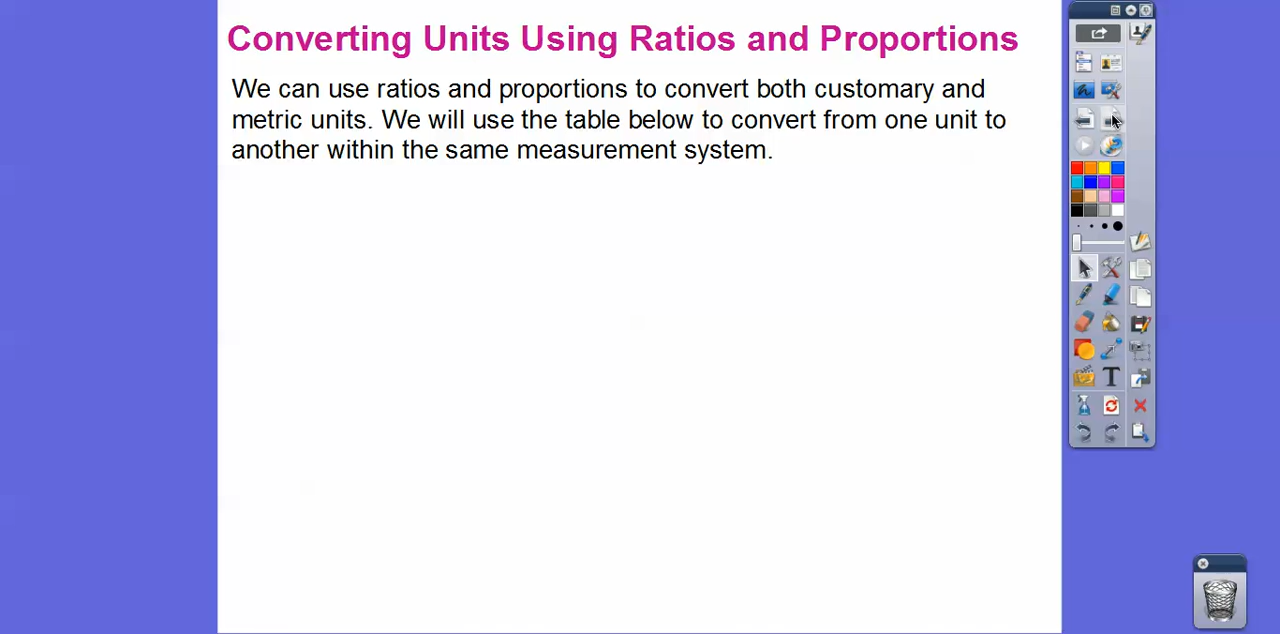 Converting Units Using Ratios and Proportions
We can use ratios and proportions to convert both customary and
metric units. We will use the table below to convert from one unit to
another within the same measurement system.